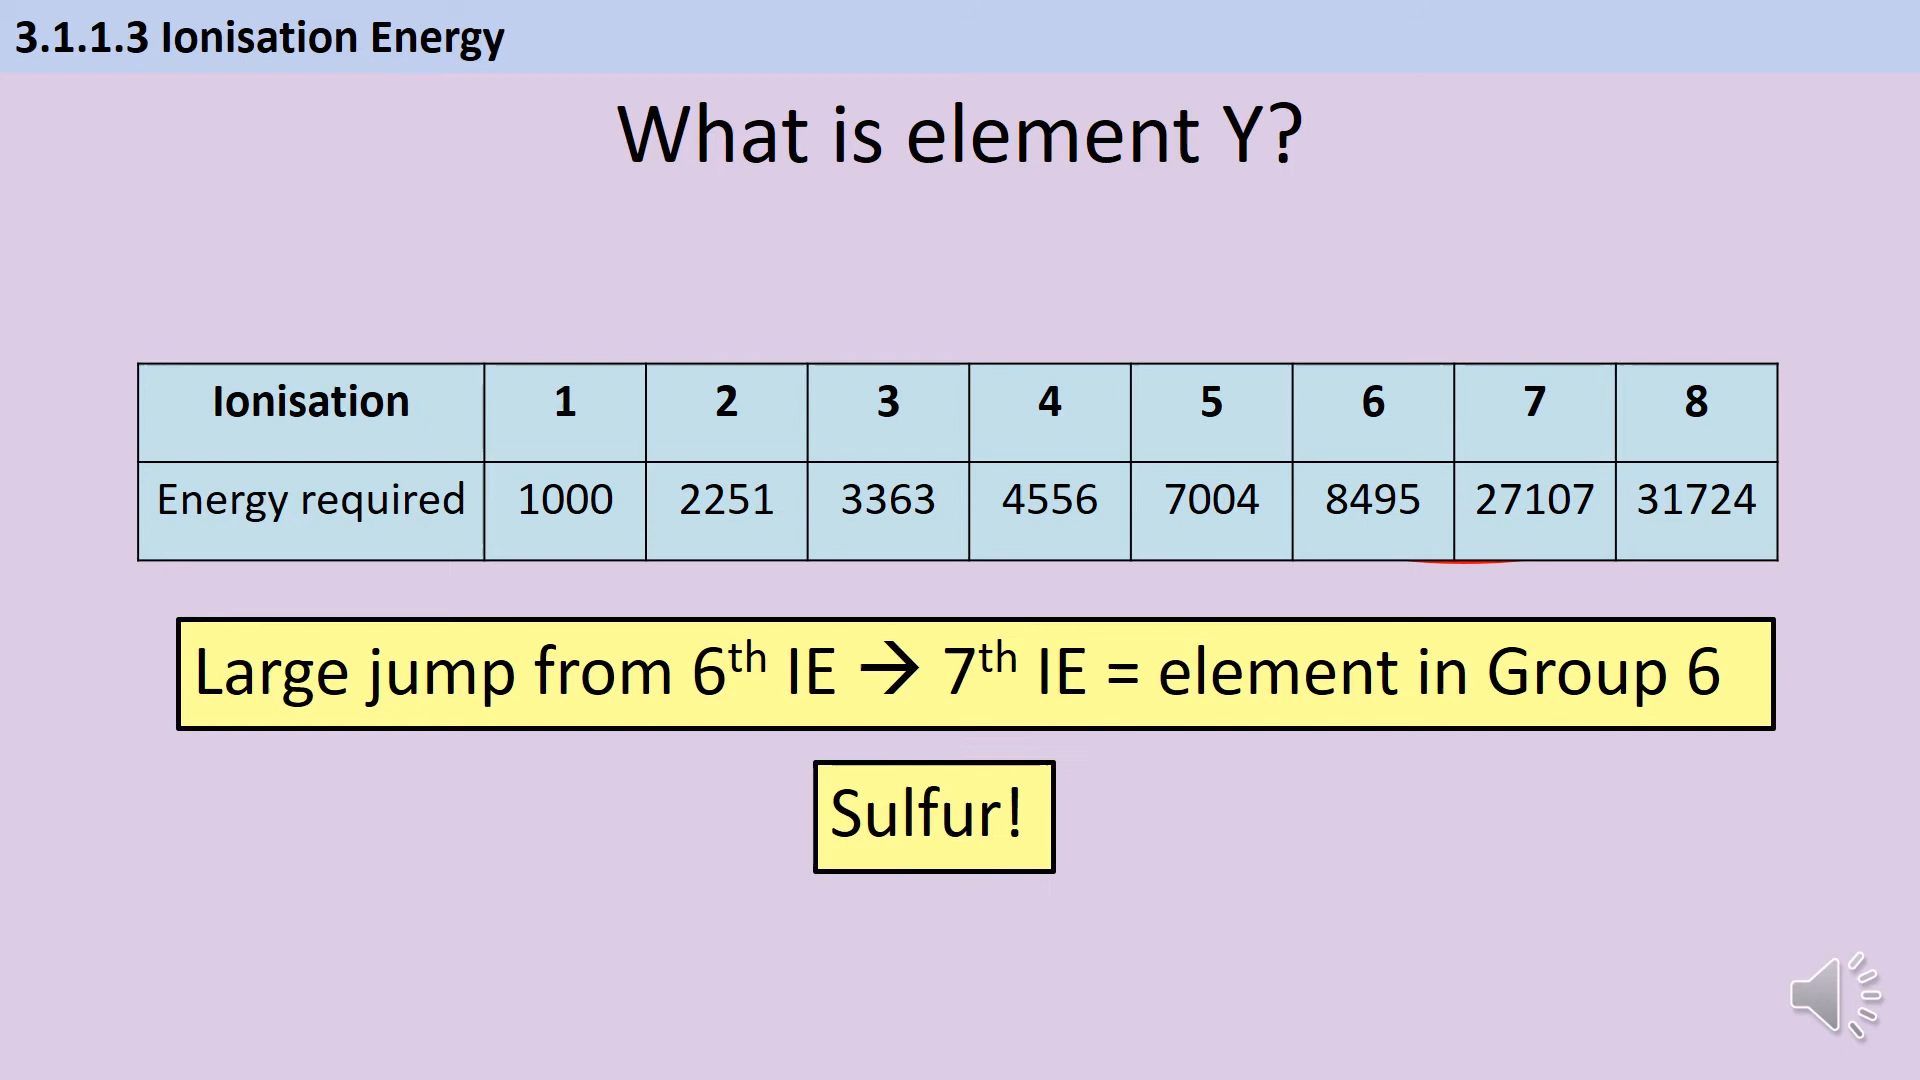 3.1.1.3 Ionisation Energy
What is element Y?
Ionisation 1 2 3 4 5 6 7 8
Energy required 1000 2251 3363 4556 7004 8495 27107 31724
Large jump from 6th IE → 7th IE = element in Group 6
Sulfur!